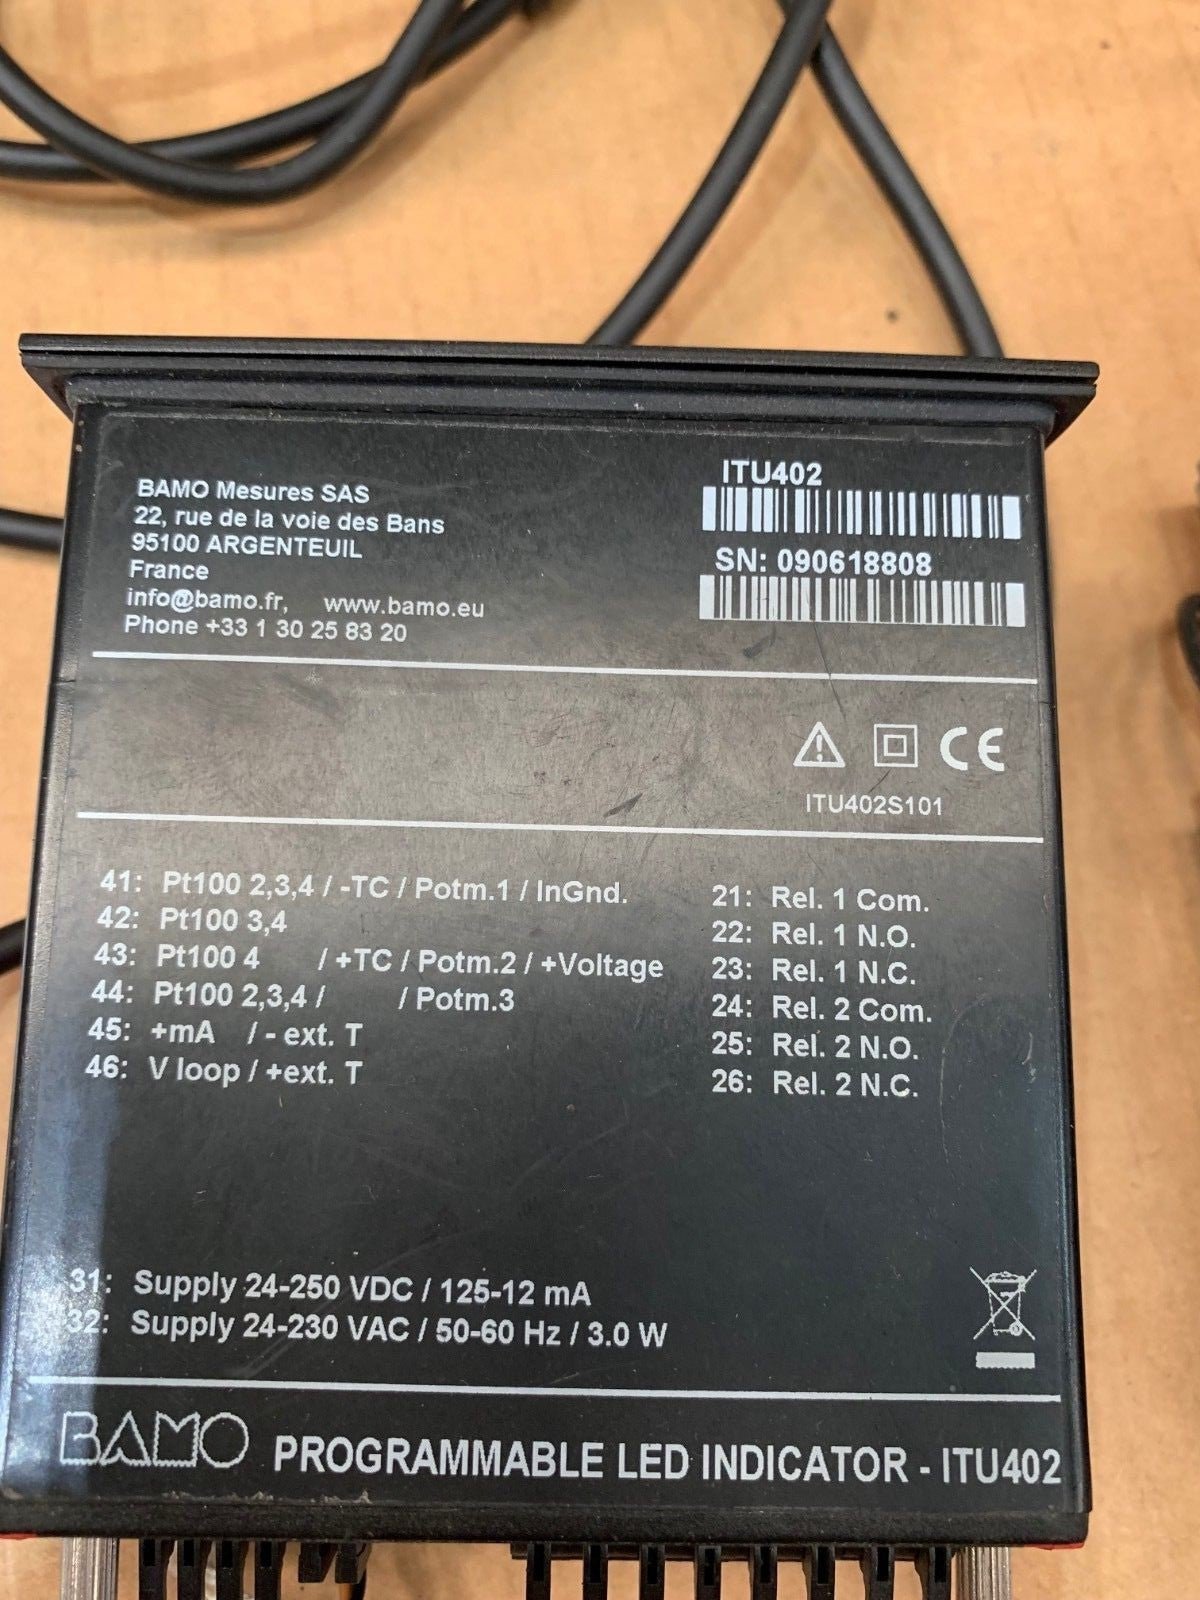 BAMO Mesures SAS
22, rue de la voie des Bans
95100 ARGENTEUIL
France
info@bamo.fr, www.bamo.eu
Phone +33 1 30 25 83 20
ITU402
SN: 090618808
CE
ITU402S101
41: Pt100 2,3,4 / -TC / Potm.1 / InGnd.
42: Pt100 3,4
43: Pt100 4 / +TC / Potm.2 / +Voltage
44: Pt100 2,3,4 / / Potm.3
45: +mA / - ext. T
46: V loop / +ext. T
21: Rel. 1 Com.
22: Rel. 1 N.O.
23: Rel. 1 N.C.
24: Rel. 2 Com.
25: Rel. 2 N.O.
26: Rel. 2 N.C.
31: Supply 24-250 VDC / 125-12 mA
32: Supply 24-230 VAC / 50-60 Hz / 3.0 W
BAMO PROGRAMMABLE LED INDICATOR - ITU402